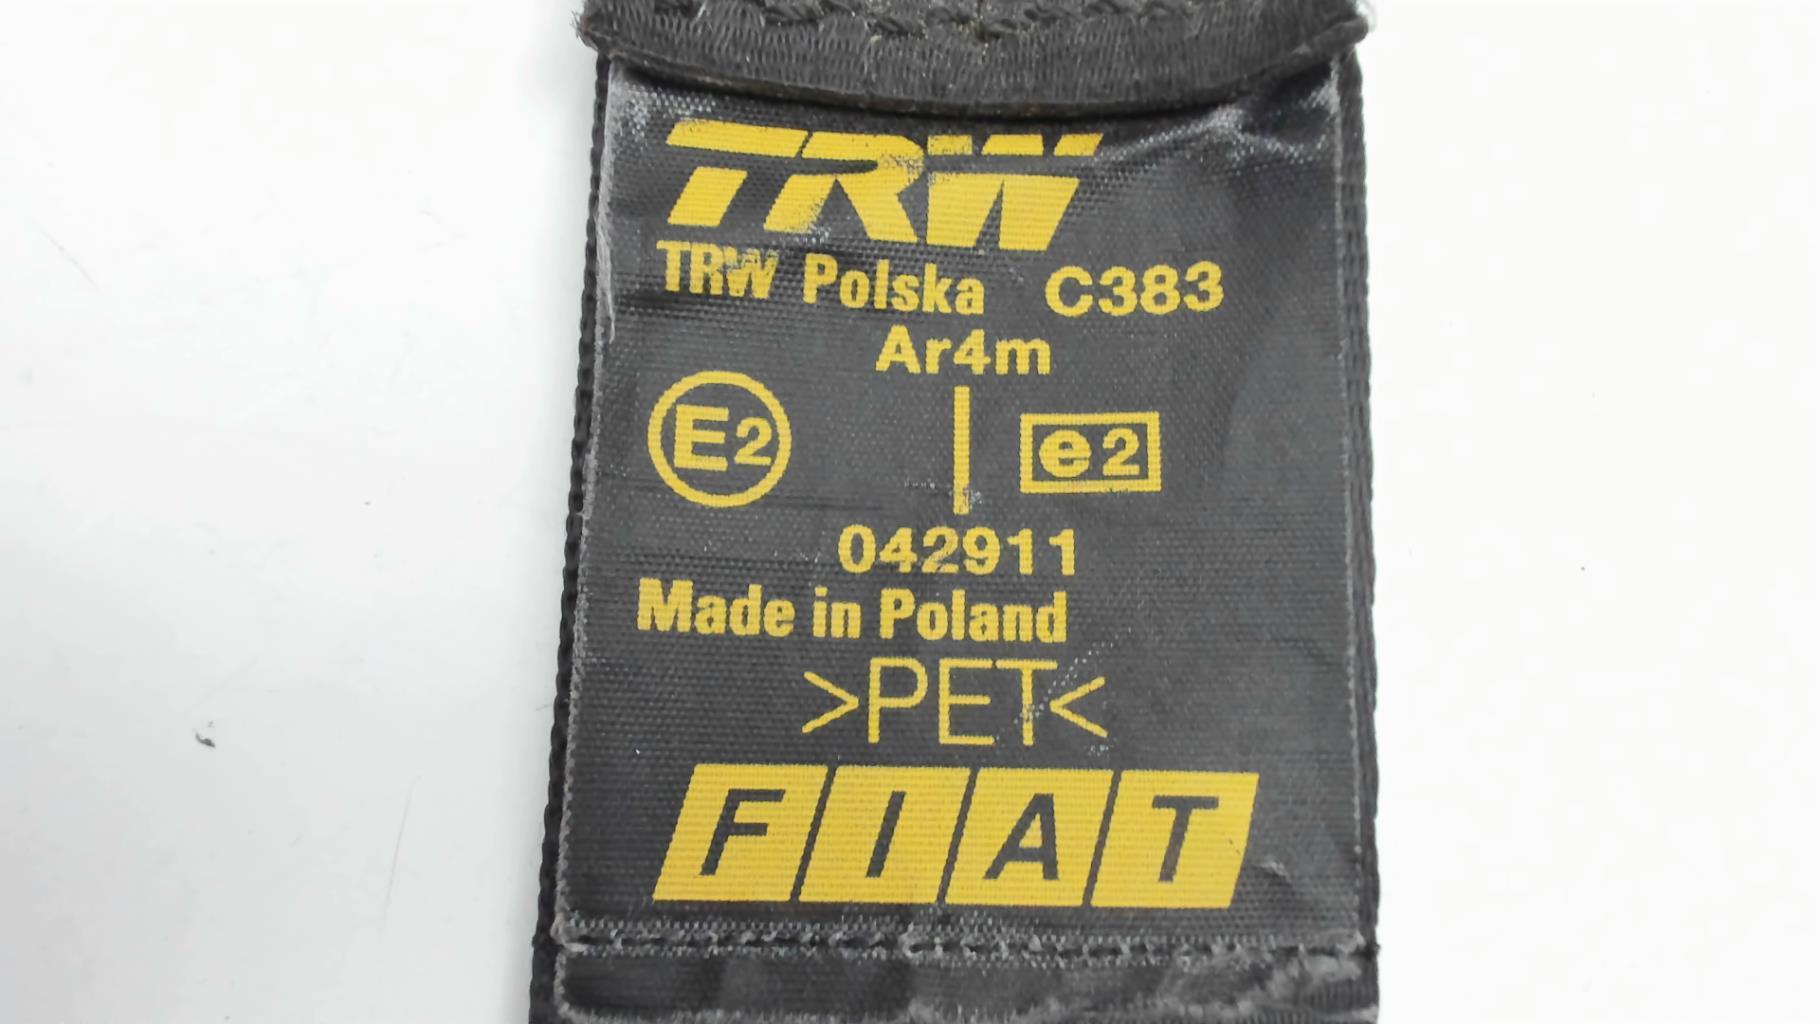 TRW
TRW Polska C383
Ar4m
E2 | e2
042911
Made in Poland
>PET<
FIAT